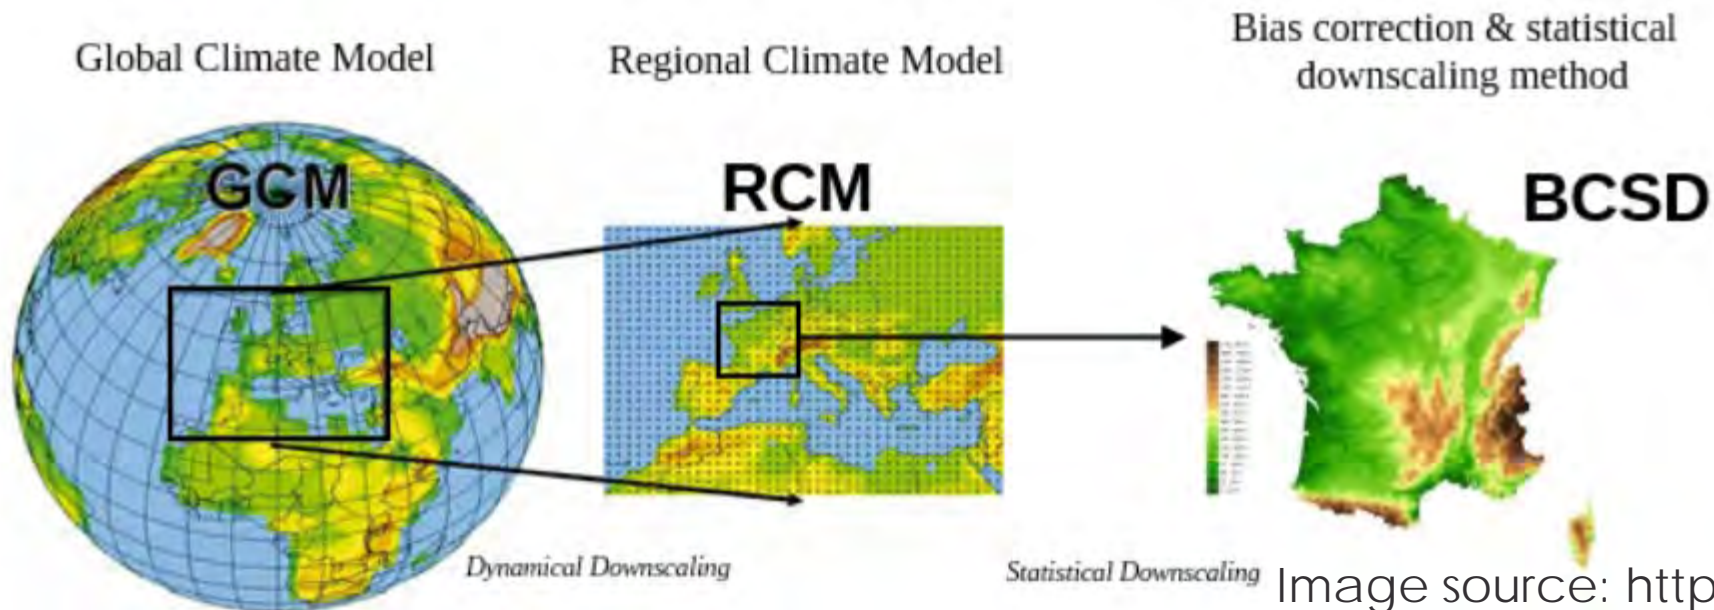 Global Climate Model
Regional Climate Model
Bias correction & statistical
downscaling method
GCM
RCM
BCSD
Dynamical Downscaling
Statistical Downscaling
Image source: http